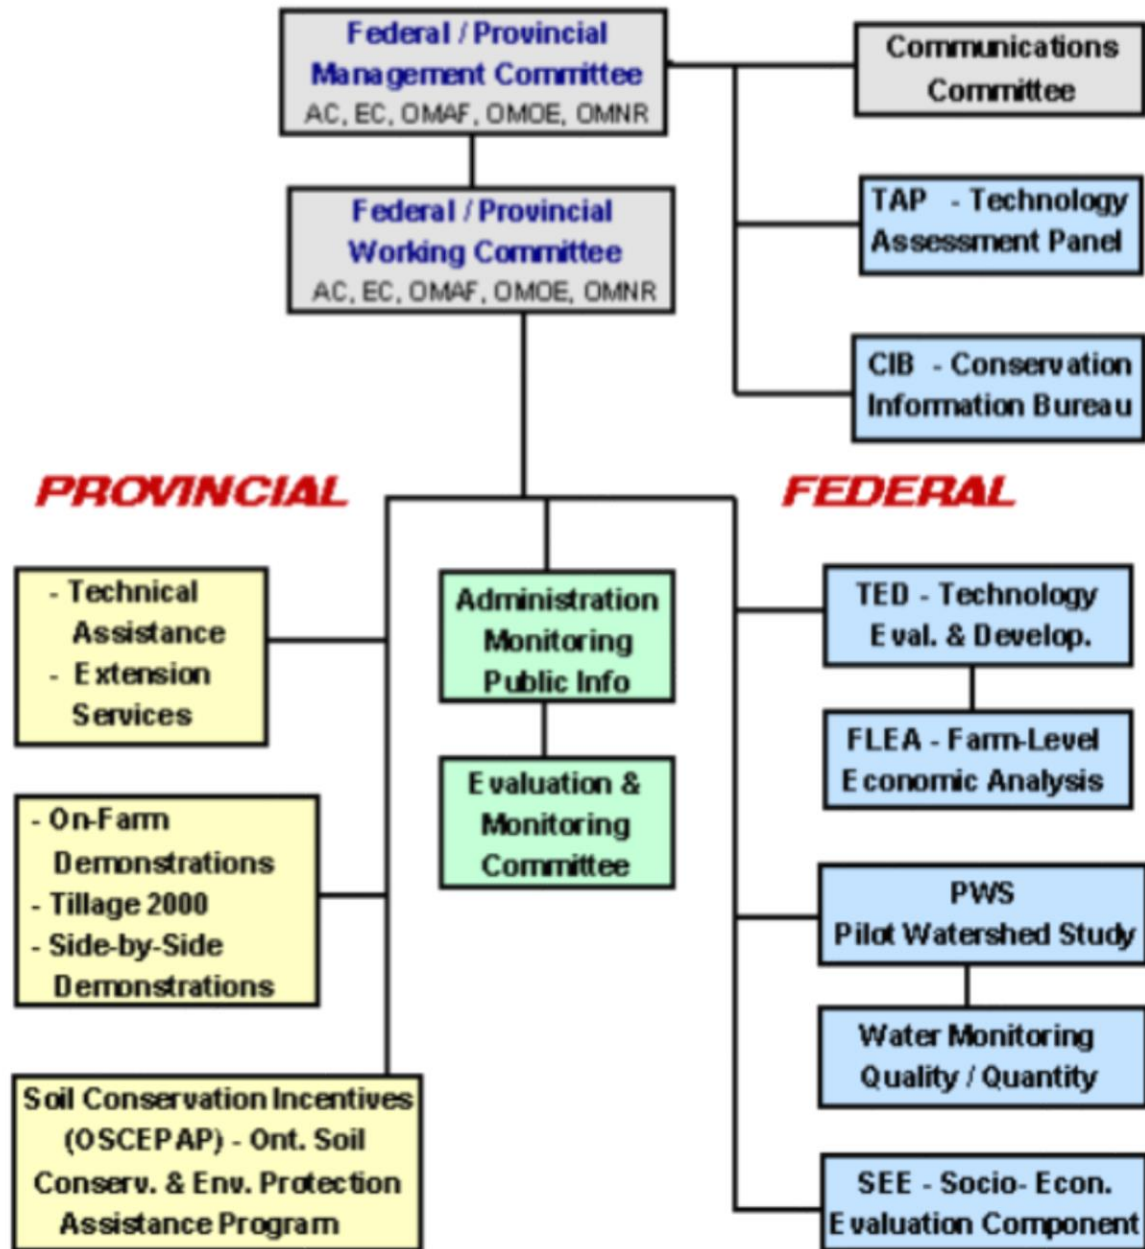 Federal / Provincial
Management Committee
AC, EC, OMAF, OMOE, OMNR
Communications
Committee
Federal / Provincial
Working Committee
AC, EC, OMAF, OMOE, OMNR
TAP - Technology
Assessment Panel
CIB - Conservation
Information Bureau
PROVINCIAL
FEDERAL
- Technical
Assistance
- Extension
Services
Administration
Monitoring
Public Info
TED - Technology
Eval. & Develop.
FLEA - Farm-Level
Economic Analysis
- On-Farm
Demonstrations
- Tillage 2000
- Side-by-Side
Demonstrations
Evaluation &
Monitoring
Committee
PWS
Pilot Watershed Study
Water Monitoring
Quality / Quantity
Soil Conservation Incentives
(OSCEPAP) - Ont. Soil
Conserv. & Env. Protection
Assistance Program
SEE - Socio- Econ.
Evaluation Component